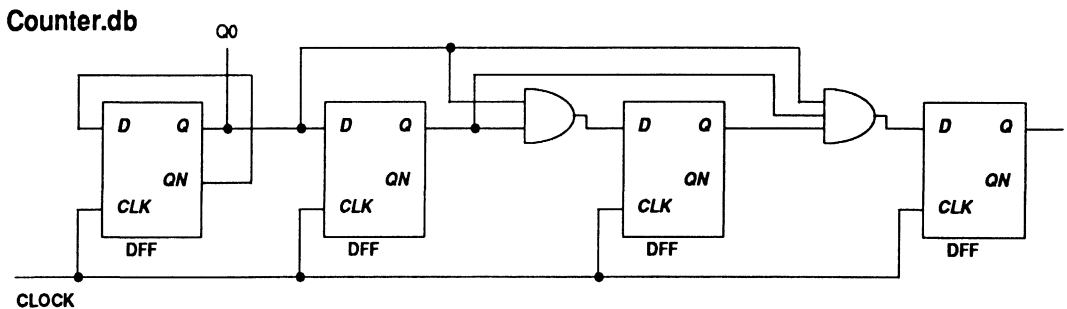 Counter.db
Q0
D Q D Q D Q D Q
QN QN QN QN
CLK CLK CLK CLK
DFF DFF DFF DFF
CLOCK